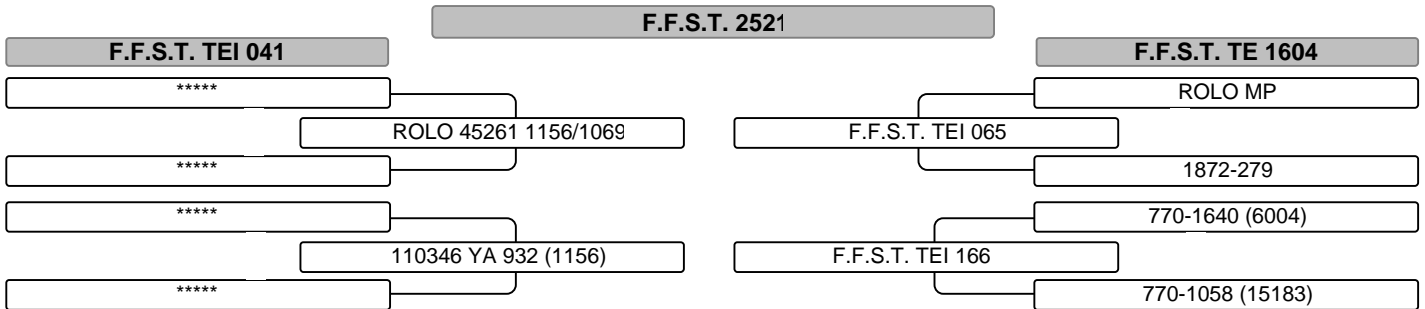 F.F.S.T. 2521
F.F.S.T. TEI 041
F.F.S.T. TE 1604
*****
ROLO MP
ROLO 45261 1156/1069
F.F.S.T. TEI 065
*****
1872-279
*****
770-1640 (6004)
110346 YA 932 (1156)
F.F.S.T. TEI 166
*****
770-1058 (15183)